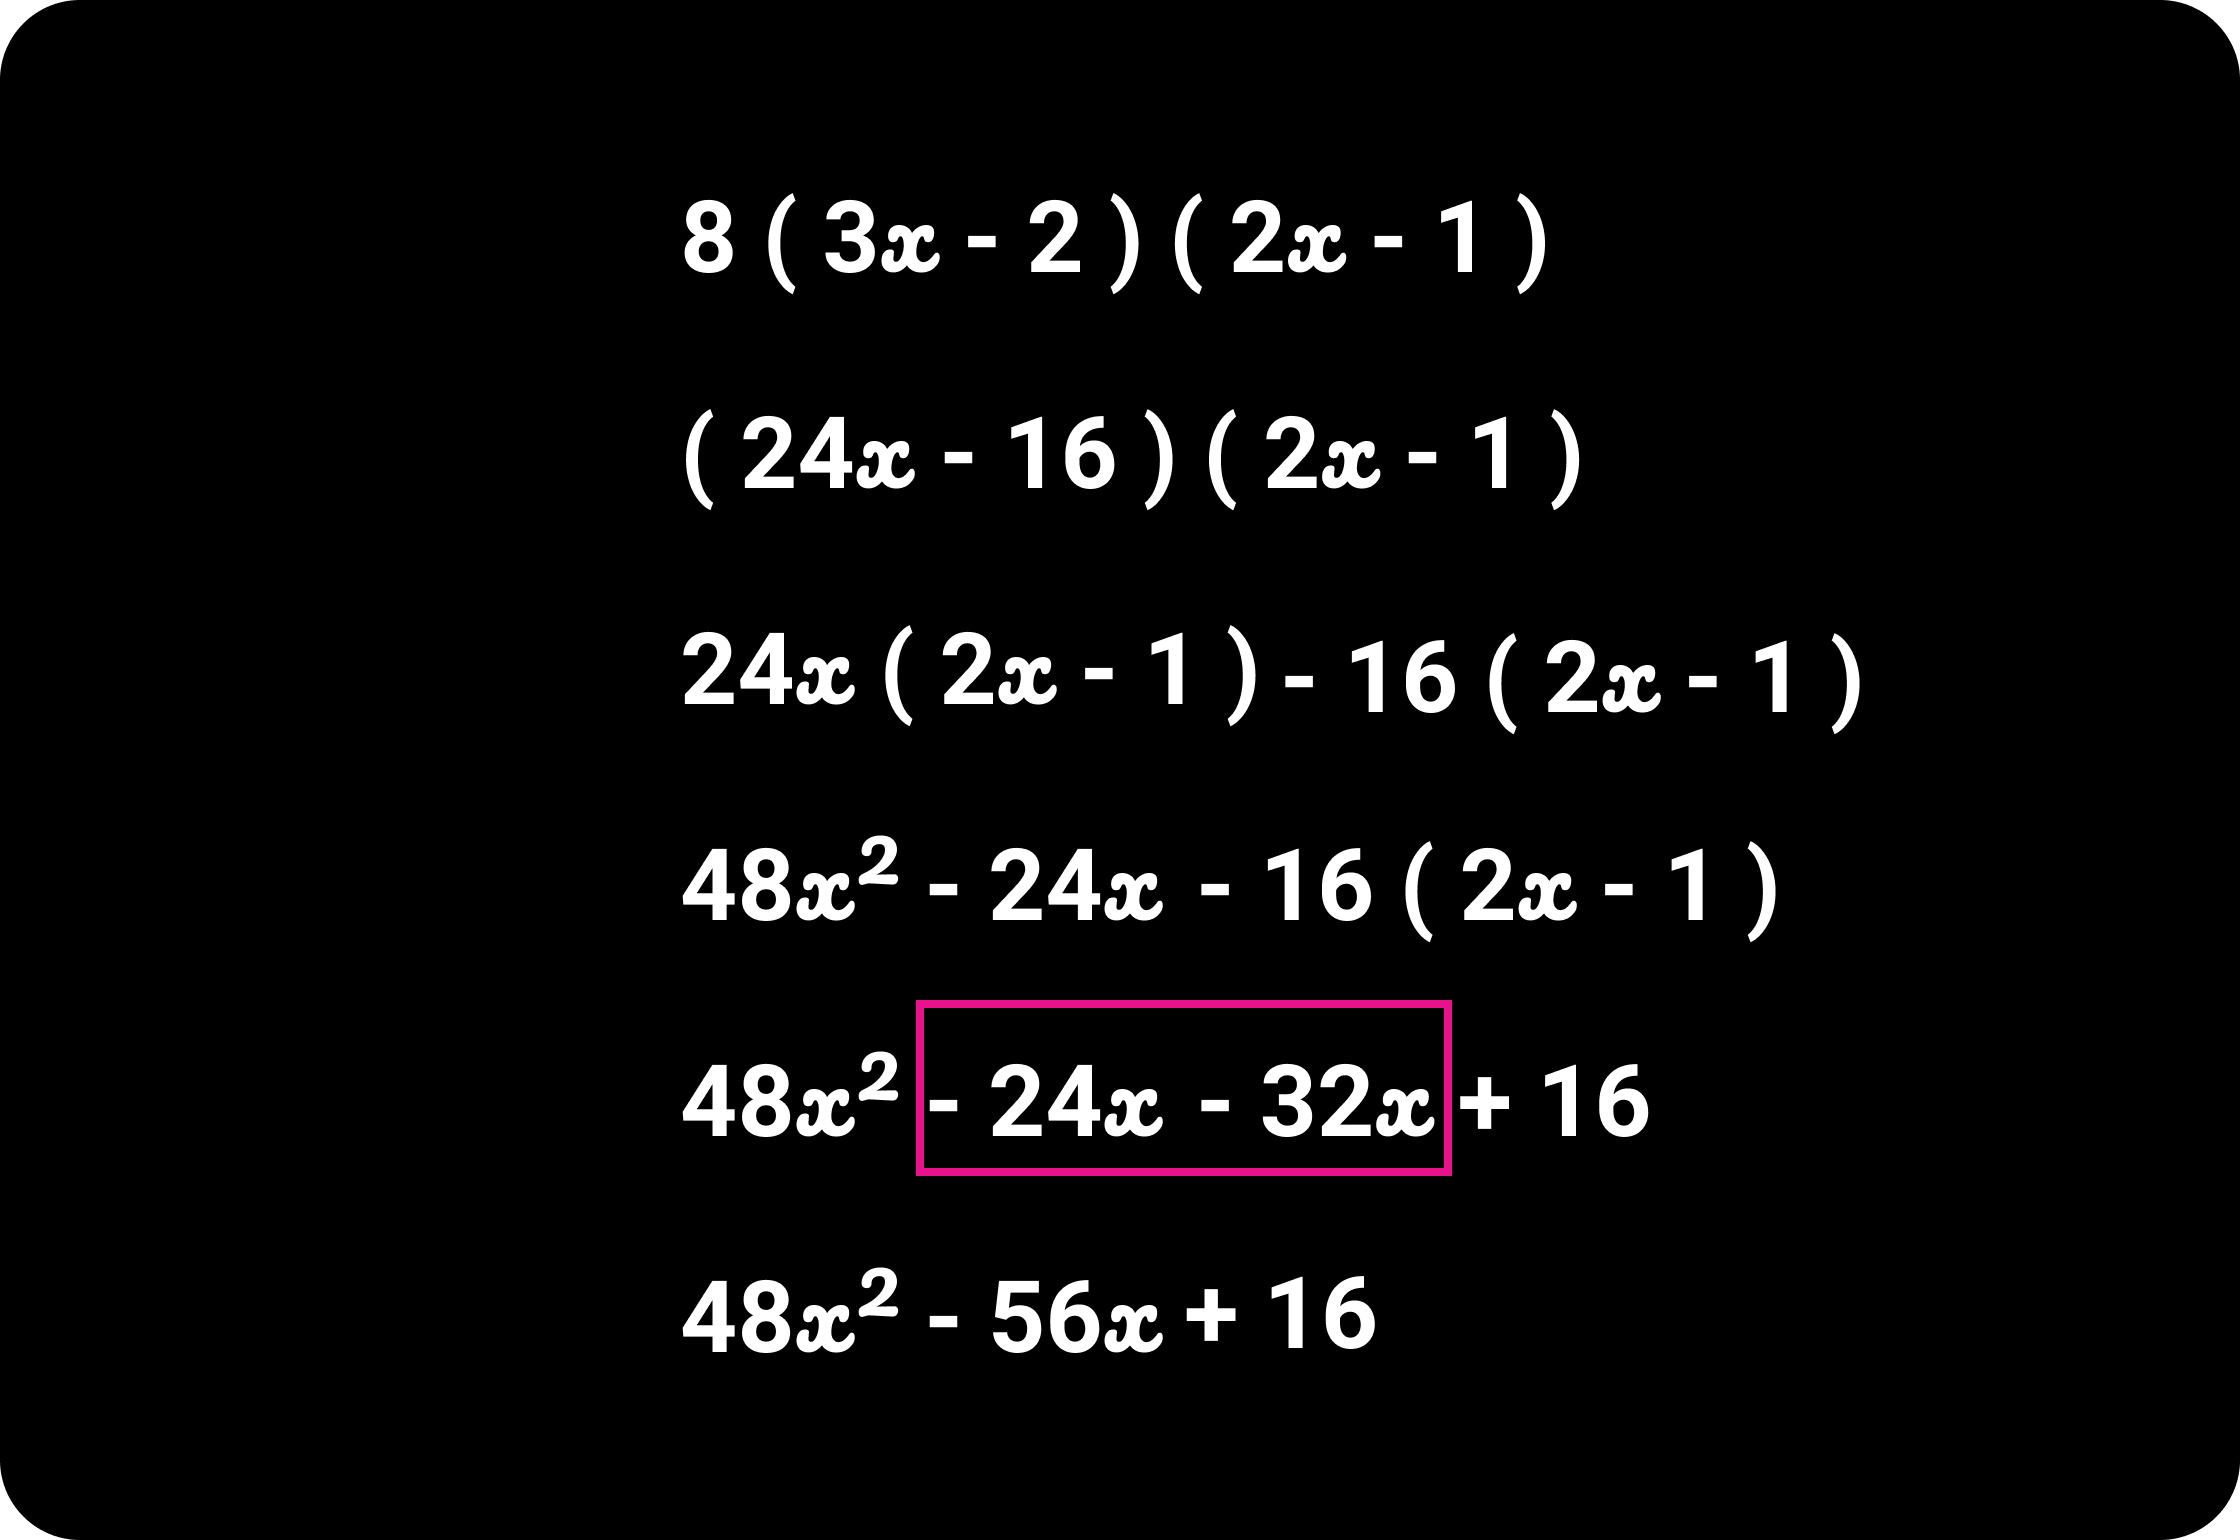 8 ( 3𝓍 - 2 ) ( 2𝓍 - 1 )
( 24𝓍 - 16 ) ( 2𝓍 - 1 )
24𝓍 ( 2𝓍 - 1 ) - 16 ( 2𝓍 - 1 )
48𝓍² - 24𝓍 - 16 ( 2𝓍 - 1 )
48𝓍² - 24𝓍 - 32𝓍 + 16
48𝓍² - 56𝓍 + 16